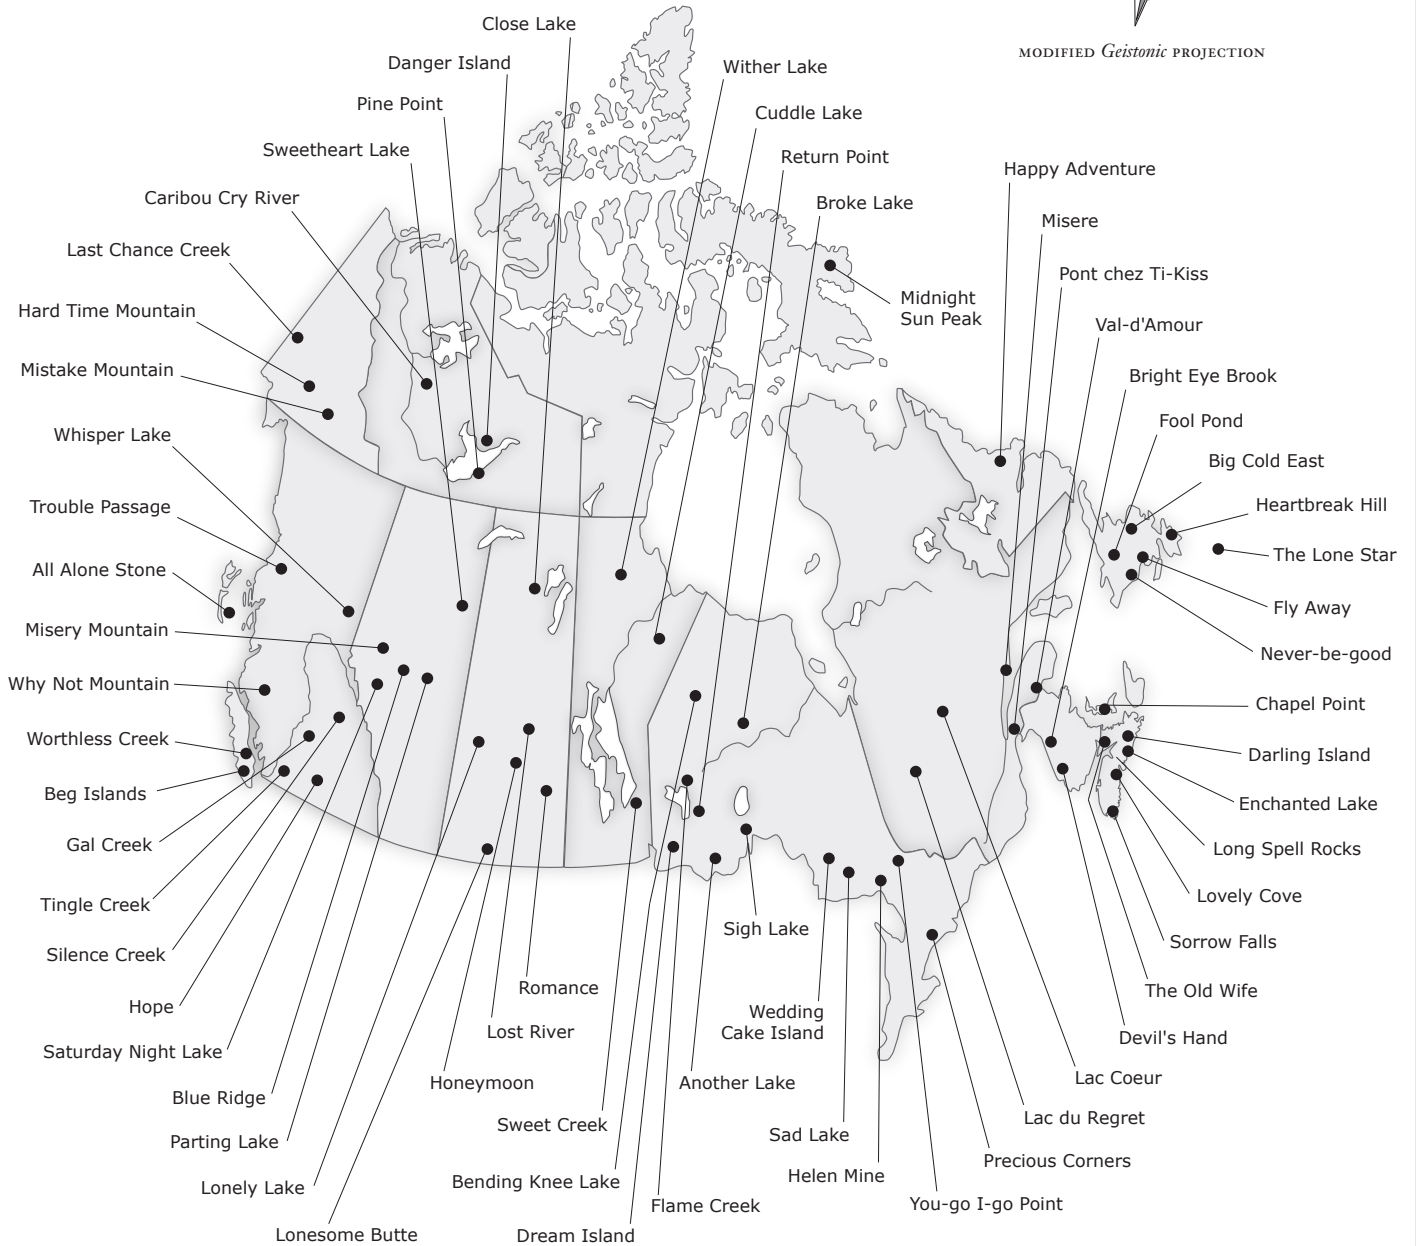 Close Lake
MODIFIED Geistonic PROJECTION
Danger Island
Wither Lake
Pine Point
Cuddle Lake
Sweetheart Lake
Return Point
Happy Adventure
Caribou Cry River
Broke Lake
Misere
Last Chance Creek
Pont chez Ti-Kiss
Midnight
Sun Peak
Hard Time Mountain
Val-d'Amour
Mistake Mountain
Bright Eye Brook
Fool Pond
Whisper Lake
Big Cold East
Heartbreak Hill
Trouble Passage
The Lone Star
All Alone Stone
Fly Away
Misery Mountain
Never-be-good
Why Not Mountain
Chapel Point
Worthless Creek
Darling Island
Beg Islands
Enchanted Lake
Gal Creek
Long Spell Rocks
Tingle Creek
Lovely Cove
Silence Creek
Sigh Lake
Sorrow Falls
Romance
The Old Wife
Hope
Wedding
Cake Island
Lost River
Devil's Hand
Saturday Night Lake
Honeymoon
Another Lake
Lac Coeur
Blue Ridge
Sweet Creek
Lac du Regret
Parting Lake
Sad Lake
Precious Corners
Lonely Lake
Bending Knee Lake
Helen Mine
Flame Creek
You-go I-go Point
Lonesome Butte
Dream Island